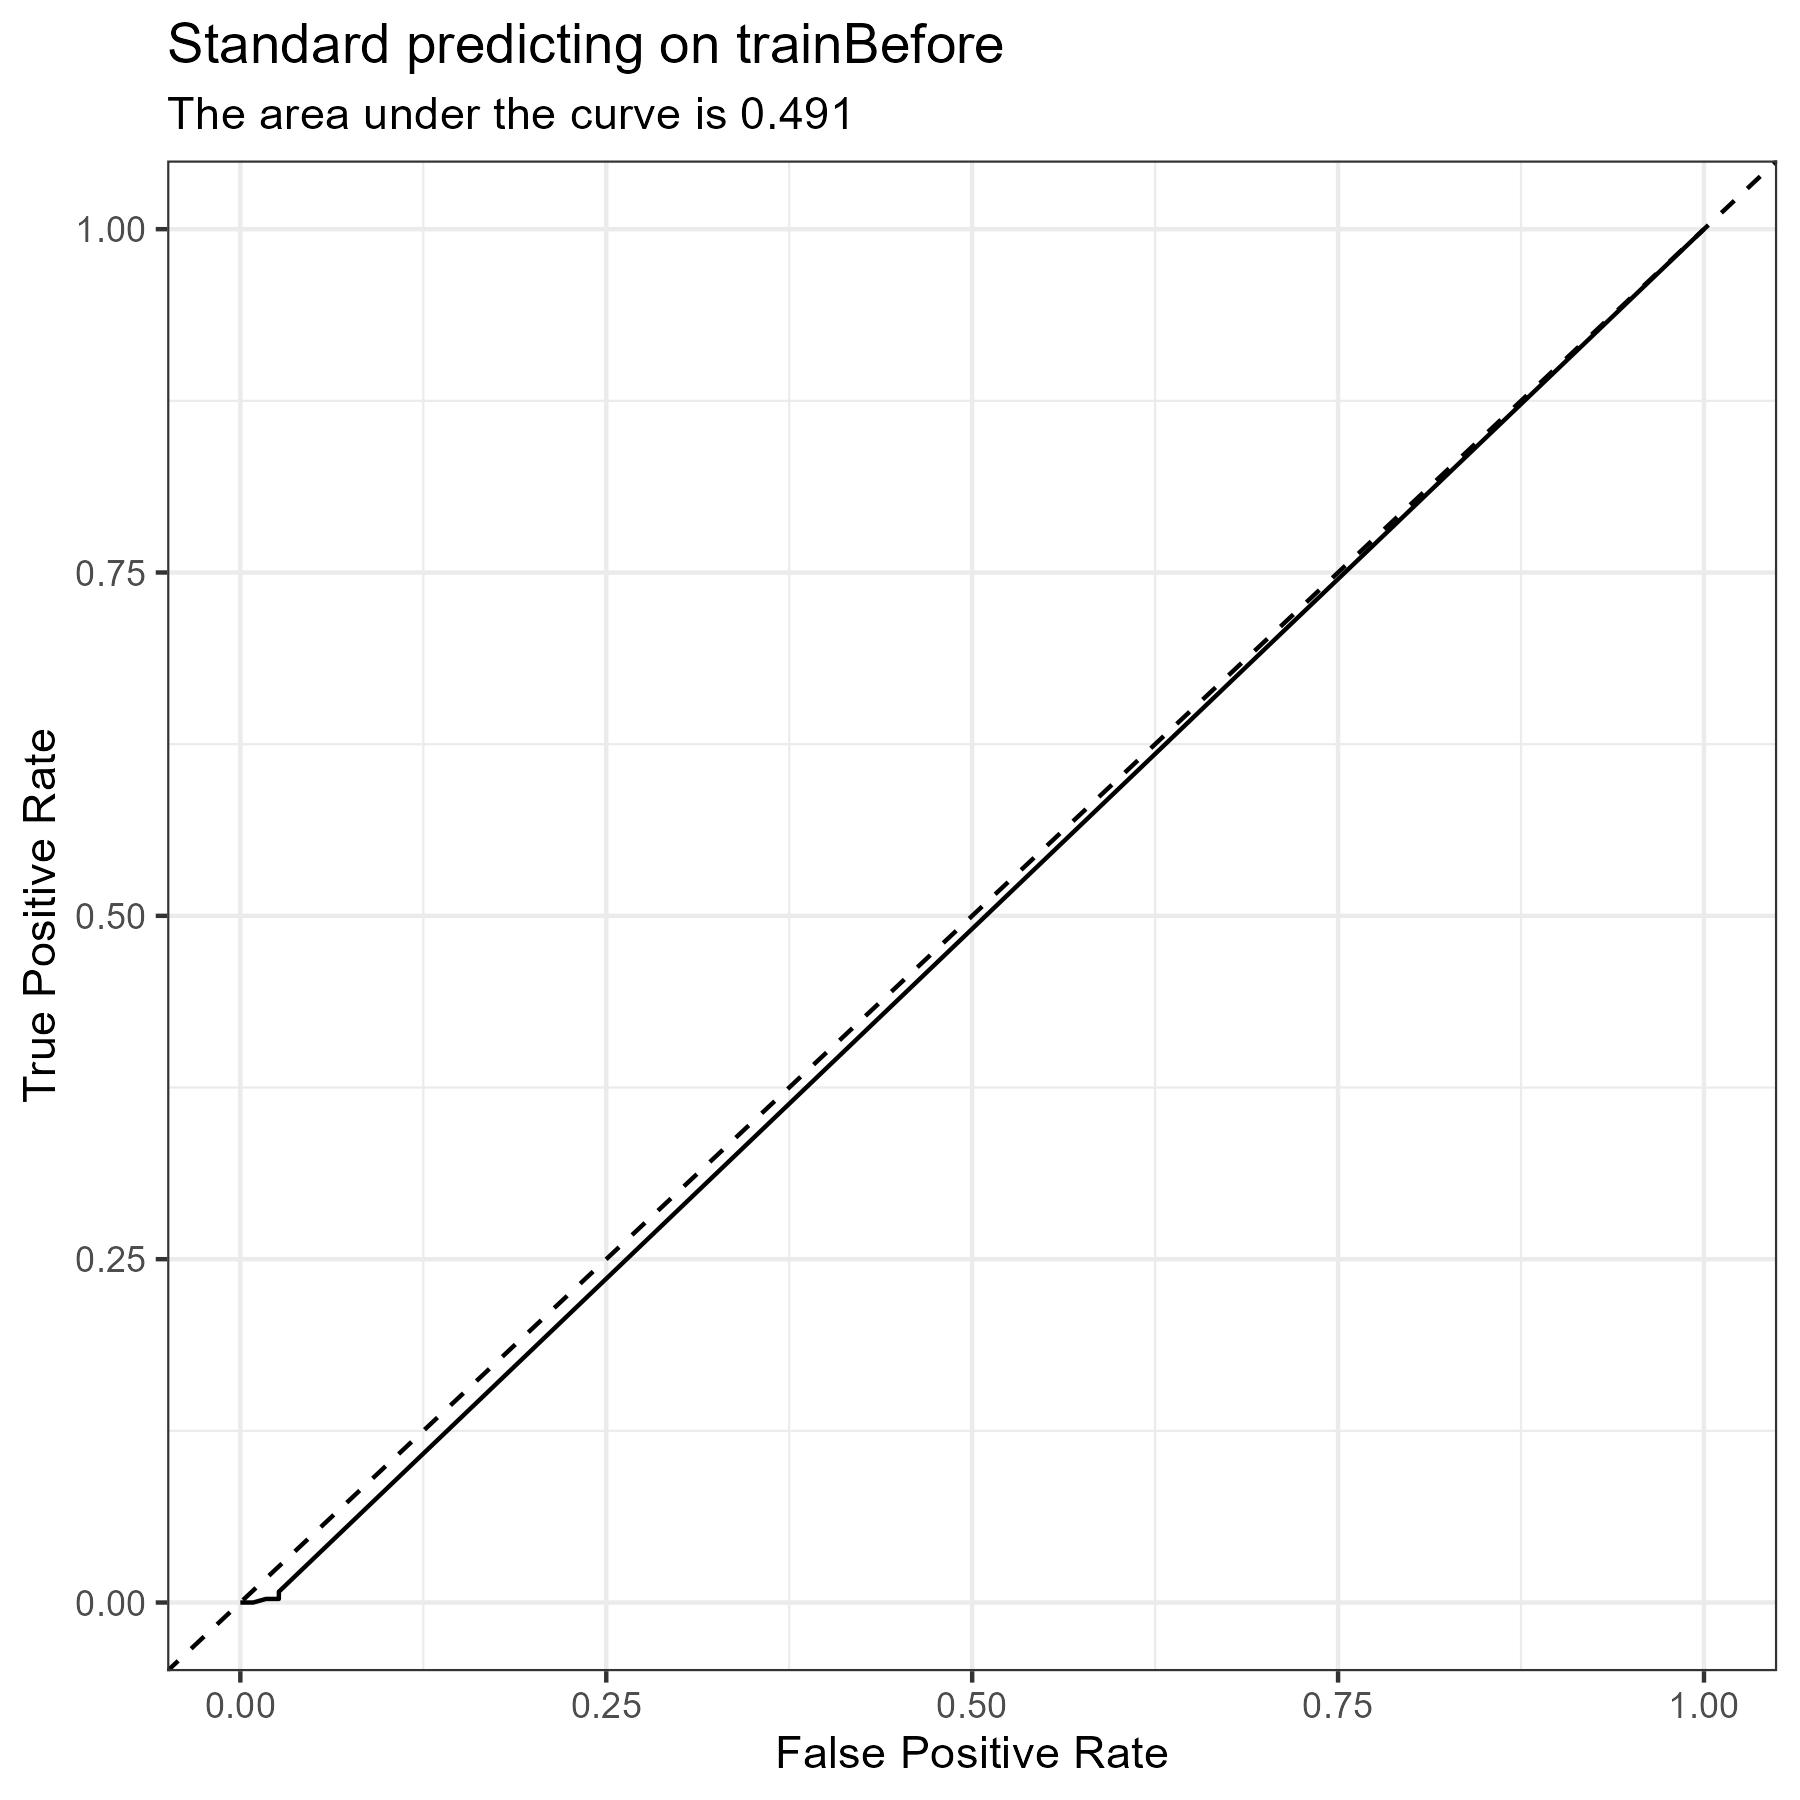 Standard predicting on trainBefore
The area under the curve is 0.491
1.00
0.75
0.50
0.25
0.00
True Positive Rate
0.00 0.25 0.50 0.75 1.00
False Positive Rate